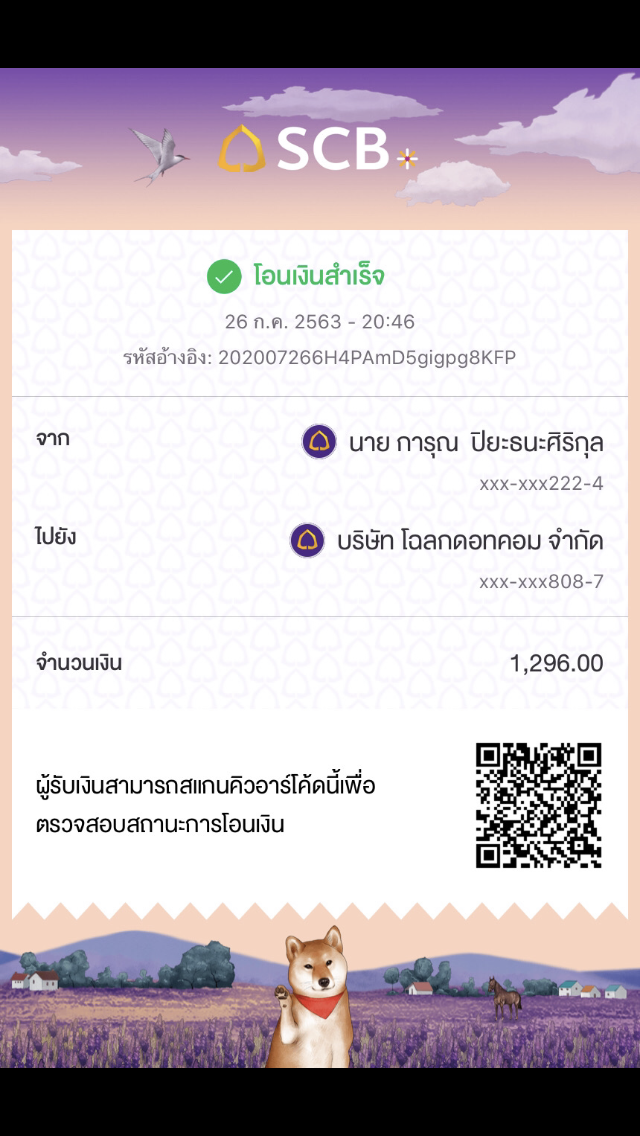 SCB
โอนเงินสำเร็จ
26 ก.ค. 2563 - 20:46
รหัสอ้างอิง: 202007266H4PAmD5gigpg8KFP
จาก
นาย การุณ ปิยะธนะศิริกุล
xxx-xxx222-4
ไปยัง
บริษัท โฉลกดอทคอม จำกัด
xxx-xxx808-7
จำนวนเงิน
1,296.00
ผู้รับเงินสามารถสแกนคิวอาร์โค้ดนี้เพื่อ
ตรวจสอบสถานะการโอนเงิน